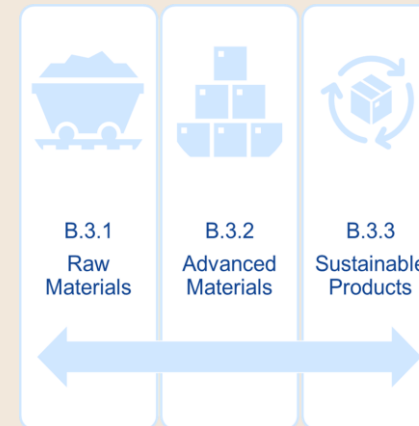 B.3.1
Raw
Materials
B.3.2
Advanced
Materials
B.3.3
Sustainable
Products